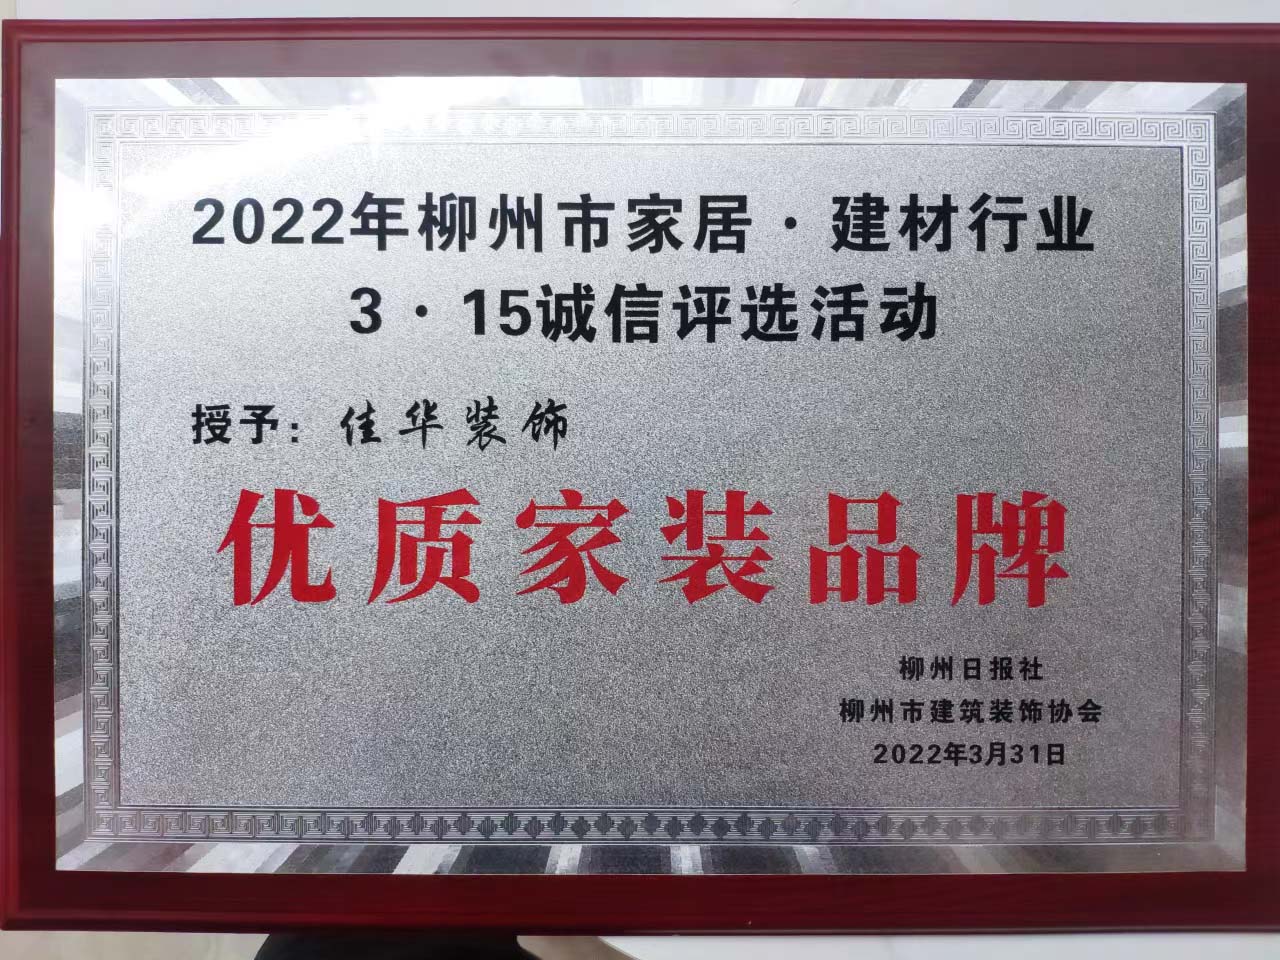 2022年柳州市家居·建材行业
3·15诚信评选活动
授予：佳华装饰
优质家装品牌
柳州日报社
柳州市建筑装饰协会
2022年3月31日